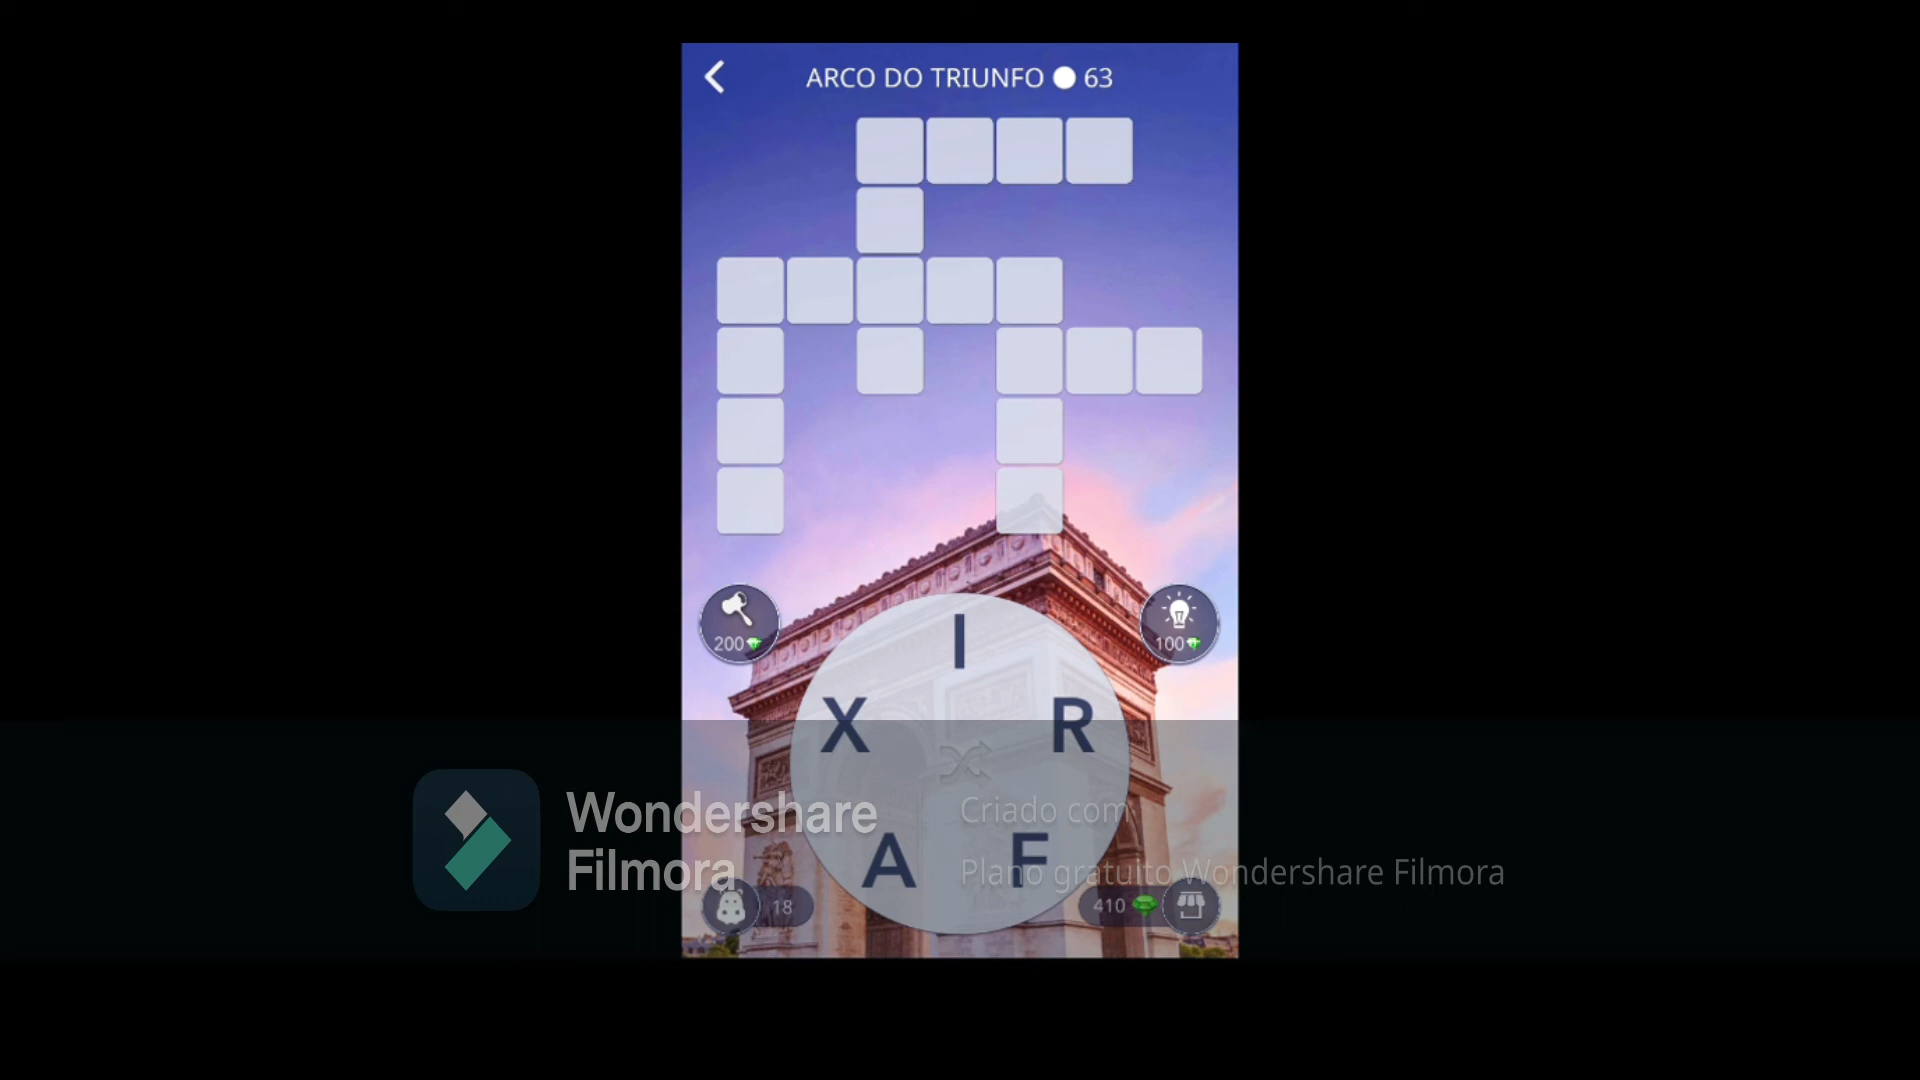 ARCO DO TRIUNFO 63
200
100
I
X
R
A
F
18
410
Wondershare
Filmora
Criado com
Plano gratuito Wondershare Filmora